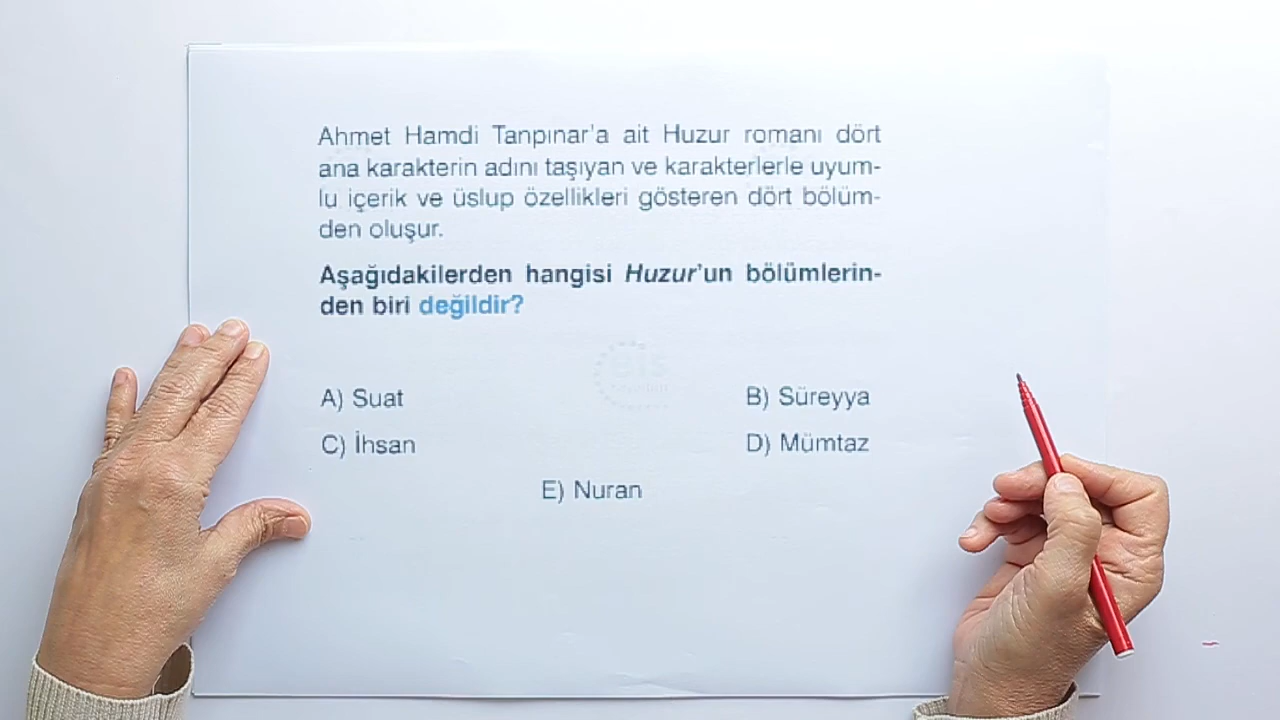 Ahmet Hamdi Tanpınar'a ait Huzur romanı dört
ana karakterin adını taşıyan ve karakterlerle uyum-
lu içerik ve üslup özellikleri gösteren dört bölüm-
den oluşur.
Aşağıdakilerden hangisi Huzur'un bölümlerin-
den biri değildir?
A) Suat
B) Süreyya
C) İhsan
D) Mümtaz
E) Nuran